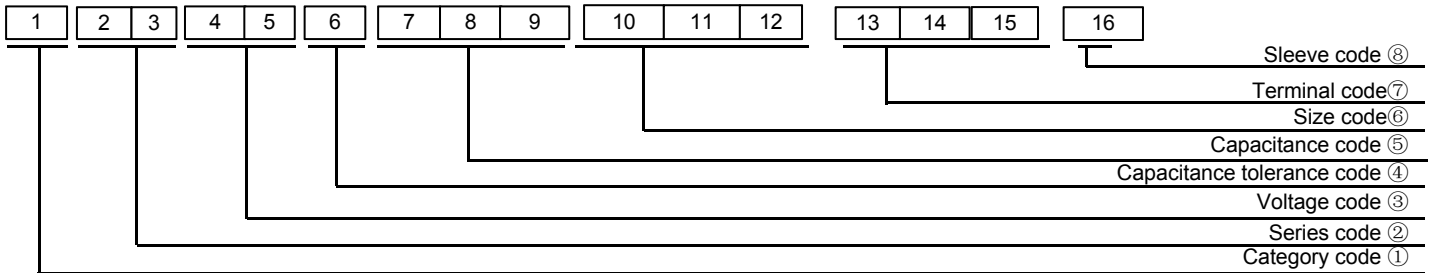 1 2 3 4 5 6 7 8 9 10 11 12 13 14 15 16
Sleeve code ⑧
Terminal code⑦
Size code⑥
Capacitance code ⑤
Capacitance tolerance code ④
Voltage code ③
Series code ②
Category code ①